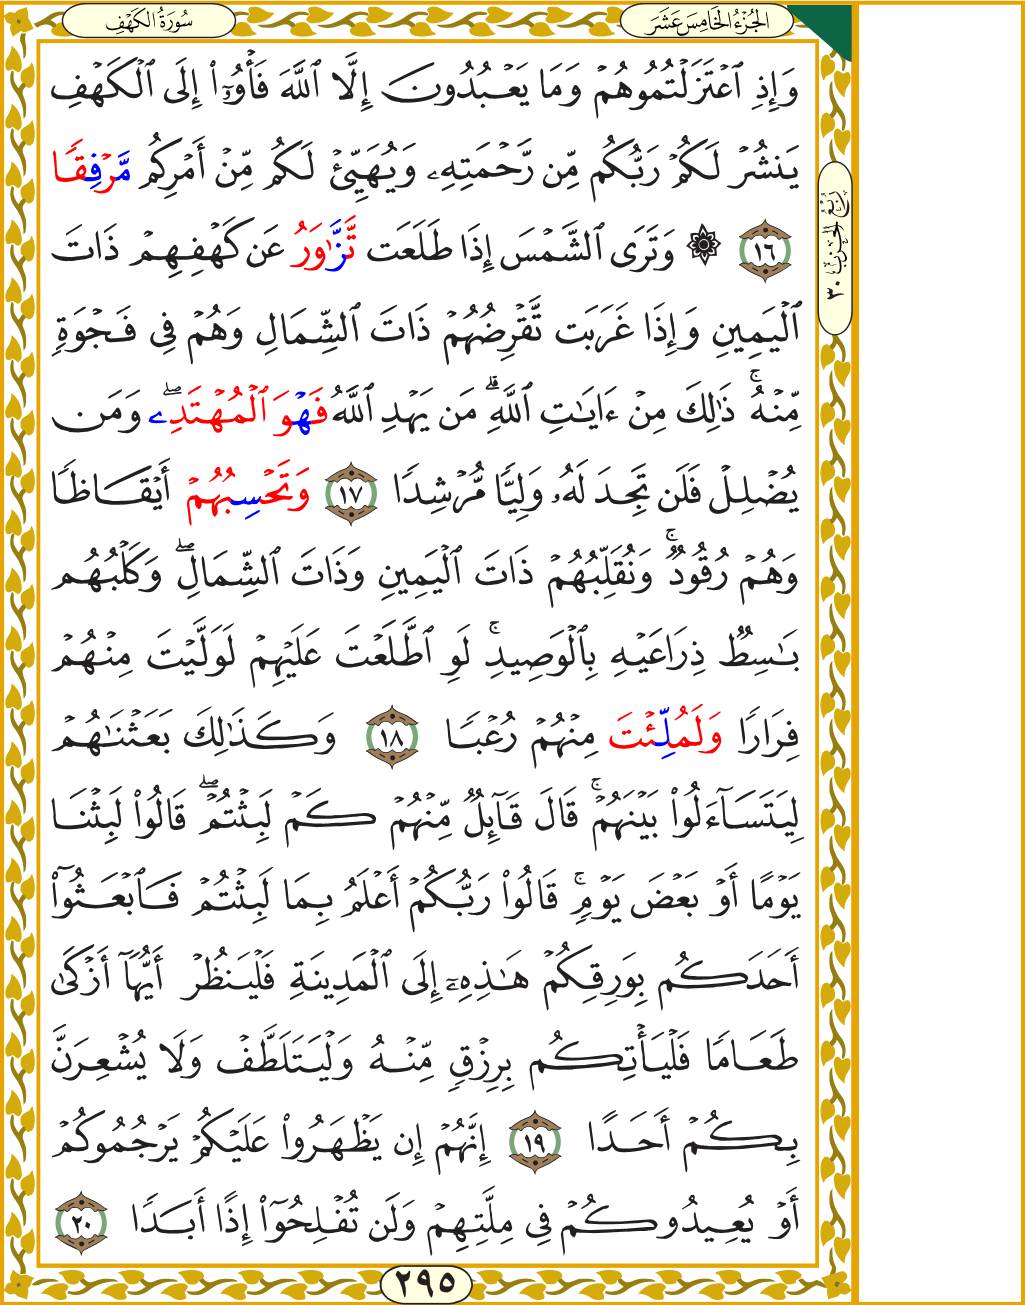 سُورَةُ الكَهْفِ
الجُزْءُ الخَامِسَ عَشَرَ
وَإِذِ ٱعْتَزَلْتُمُوهُمْ وَمَا يَعْبُدُونَ إِلَّا ٱللَّهَ فَأْوُۥٓا۟ إِلَى ٱلْكَهْفِ
يَنشُرْ لَكُمْ رَبُّكُم مِّن رَّحْمَتِهِۦ وَيُهَيِّئْ لَكُم مِّنْ أَمْرِكُم مَّرْفِقًا
١٦ ۞ وَتَرَى ٱلشَّمْسَ إِذَا طَلَعَت تَّزَّٰوَرُ عَن كَهْفِهِمْ ذَاتَ
ٱلْيَمِينِ وَإِذَا غَرَبَت تَّقْرِضُهُمْ ذَاتَ ٱلشِّمَالِ وَهُمْ فِى فَجْوَةٍ
مِّنْهُ ۚ ذَٰلِكَ مِنْ ءَايَـٰتِ ٱللَّهِ ۗ مَن يَهْدِ ٱللَّهُ فَهْوَ ٱلْمُهْتَدِۦ ۖ وَمَن
يُضْلِلْ فَلَن تَجِدَ لَهُۥ وَلِيًّا مُّرْشِدًا ١٧ وَتَحْسِبُهُمْ أَيْقَاظًا
وَهُمْ رُقُودٌ ۚ وَنُقَلِّبُهُمْ ذَاتَ ٱلْيَمِينِ وَذَاتَ ٱلشِّمَالِ ۖ وَكَلْبُهُم
بَـٰسِطٌ ذِرَاعَيْهِ بِٱلْوَصِيدِ ۚ لَوِ ٱطَّلَعْتَ عَلَيْهِمْ لَوَلَّيْتَ مِنْهُمْ
فِرَارًا وَلَمُلِّئْتَ مِنْهُمْ رُعْبًا ١٨ وَكَذَٰلِكَ بَعَثْنَـٰهُمْ
لِيَتَسَآءَلُوا۟ بَيْنَهُمْ ۚ قَالَ قَآئِلٌ مِّنْهُمْ كَمْ لَبِثْتُمْ ۖ قَالُوا۟ لَبِثْنَا
يَوْمًا أَوْ بَعْضَ يَوْمٍ ۚ قَالُوا۟ رَبُّكُمْ أَعْلَمُ بِمَا لَبِثْتُمْ فَٱبْعَثُوٓا۟
أَحَدَكُم بِوَرِقِكُمْ هَـٰذِهِۦٓ إِلَى ٱلْمَدِينَةِ فَلْيَنظُرْ أَيُّهَآ أَزْكَىٰ
طَعَامًا فَلْيَأْتِكُم بِرِزْقٍ مِّنْهُ وَلْيَتَلَطَّفْ وَلَا يُشْعِرَنَّ
بِكُمْ أَحَدًا ١٩ إِنَّهُمْ إِن يَظْهَرُوا۟ عَلَيْكُمْ يَرْجُمُوكُمْ
أَوْ يُعِيدُوكُمْ فِى مِلَّتِهِمْ وَلَن تُفْلِحُوٓا۟ إِذًا أَبَدًا ٢٠
رُبْعُ الحِزْبِ ٣٠
٢٩٥